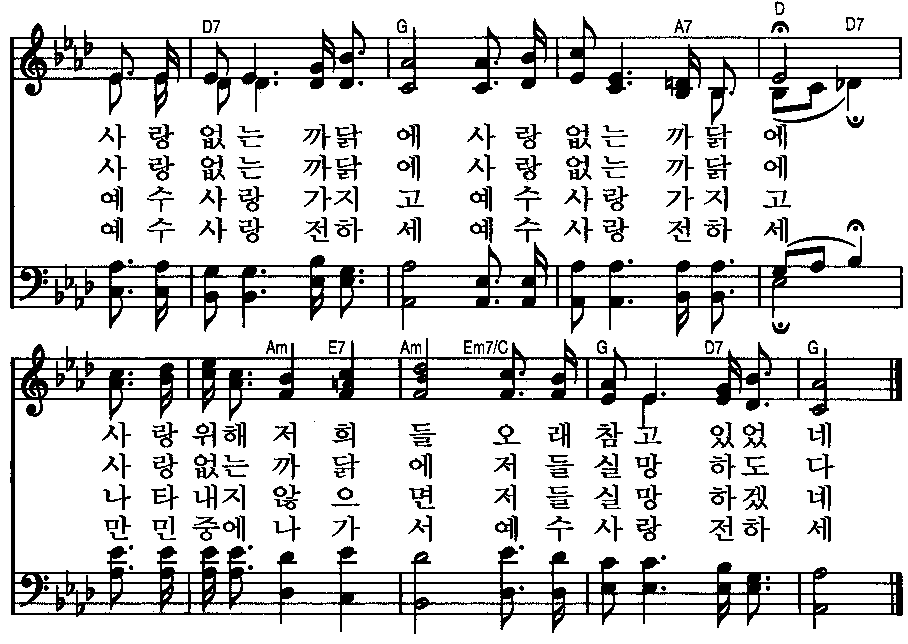 D7 G A7 D D7
사 랑 없 는 까 닭 에 사 랑 없 는 까 닭 에
사 랑 없 는 까 닭 에 사 랑 없 는 까 닭 에
예 수 사 랑 가 지 고 예 수 사 랑 가 지 고
예 수 사 랑 전 하 세 예 수 사 랑 전 하 세
Am E7 Am Em7/C G D7 G
사 랑 위 해 저 희 들 오 래 참 고 있 었 네
사 랑 없 는 까 닭 에 저 들 실 망 하 도 다
나 타 내 지 않 으 면 저 들 실 망 하 겠 네
만 민 중 에 나 가 서 예 수 사 랑 전 하 세